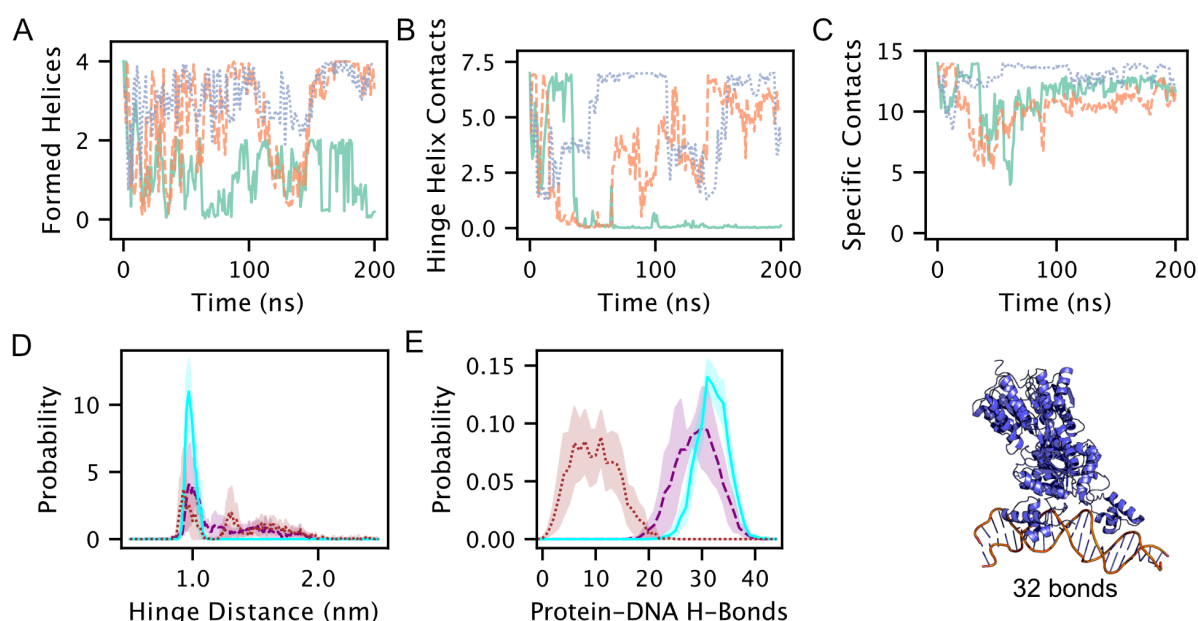 A
Formed Helices
4
2
0
0
100
200
Time (ns)
B
Hinge Helix Contacts
7.5
5.0
2.5
0.0
0
100
200
Time (ns)
C
Specific Contacts
15
10
5
0
0
100
200
Time (ns)
D
Probability
10
5
0
1.0
2.0
Hinge Distance (nm)
E
Probability
0.15
0.10
0.05
0.00
0
10
20
30
40
Protein–DNA H–Bonds
32 bonds